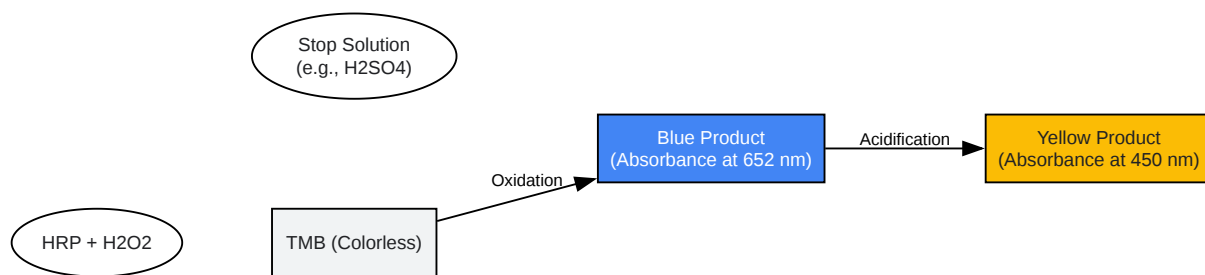 Stop Solution
(e.g., H2SO4)
Blue Product
(Absorbance at 652 nm)
Acidification
Yellow Product
(Absorbance at 450 nm)
Oxidation
HRP + H2O2
TMB (Colorless)